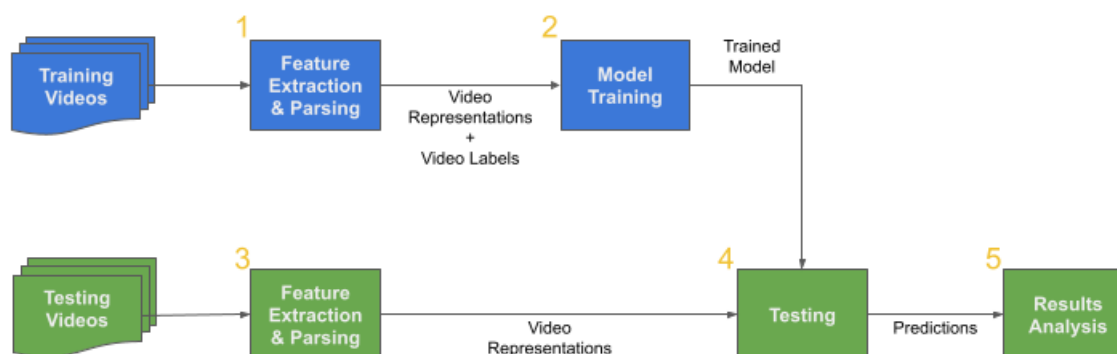 1
2
Training
Videos
Feature
Extraction
& Parsing
Video
Representations
+
Video Labels
Model
Training
Trained
Model
3
4
5
Testing
Videos
Feature
Extraction
& Parsing
Video
Representations
Testing
Predictions
Results
Analysis